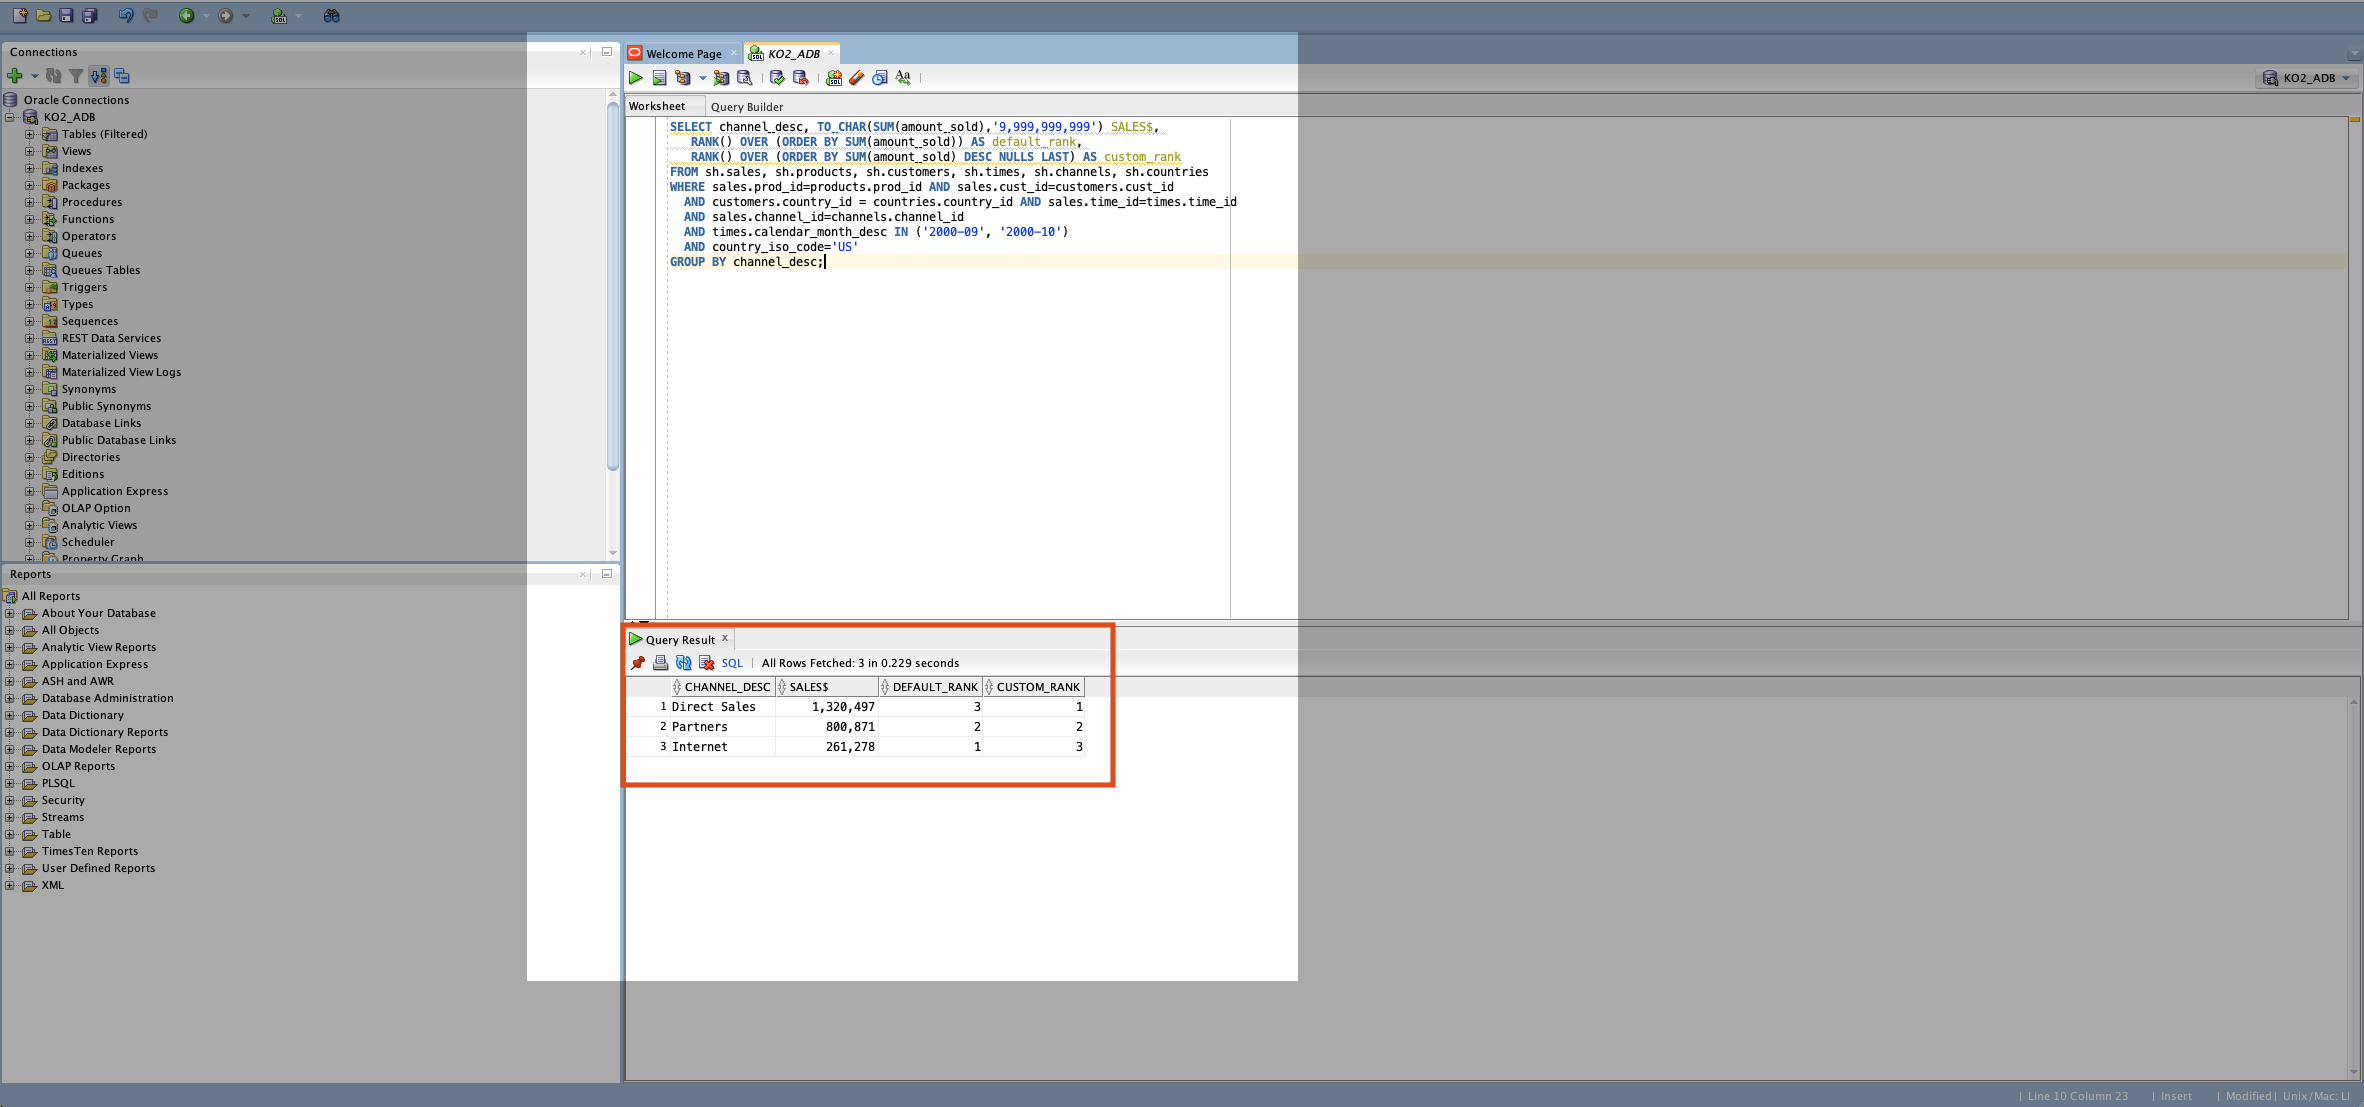 Connections
Oracle Connections
KO2_ADB
Tables (Filtered)
Views
Indexes
Packages
Procedures
Functions
Operators
Queues
Queues Tables
Triggers
Types
Sequences
REST Data Services
Materialized Views
Materialized View Logs
Synonyms
Public Synonyms
Database Links
Public Database Links
Directories
Editions
Application Express
OLAP Option
Analytic Views
Scheduler
Property Graph
Reports
All Reports
About Your Database
All Objects
Analytic View Reports
Application Express
ASH and AWR
Database Administration
Data Dictionary
Data Dictionary Reports
Data Modeler Reports
OLAP Reports
PLSQL
Security
Streams
Table
TimesTen Reports
User Defined Reports
XML
Welcome Page KO2_ADB
KO2_ADB
Worksheet Query Builder
SELECT channel_desc, TO_CHAR(SUM(amount_sold),'9,999,999,999') SALES$,
RANK() OVER (ORDER BY SUM(amount_sold)) AS default_rank,
RANK() OVER (ORDER BY SUM(amount_sold) DESC NULLS LAST) AS custom_rank
FROM sh.sales, sh.products, sh.customers, sh.times, sh.channels, sh.countries
WHERE sales.prod_id=products.prod_id AND sales.cust_id=customers.cust_id
AND customers.country_id = countries.country_id AND sales.time_id=times.time_id
AND sales.channel_id=channels.channel_id
AND times.calendar_month_desc IN ('2000-09', '2000-10')
AND country_iso_code='US'
GROUP BY channel_desc;
Query Result x
SQL | All Rows Fetched: 3 in 0.229 seconds
CHANNEL_DESC SALES$ DEFAULT_RANK CUSTOM_RANK
1 Direct Sales 1,320,497 3 1
2 Partners 800,871 2 2
3 Internet 261,278 1 3
| Line 10 Column 23 | Insert | Modified | Unix/Mac: LI